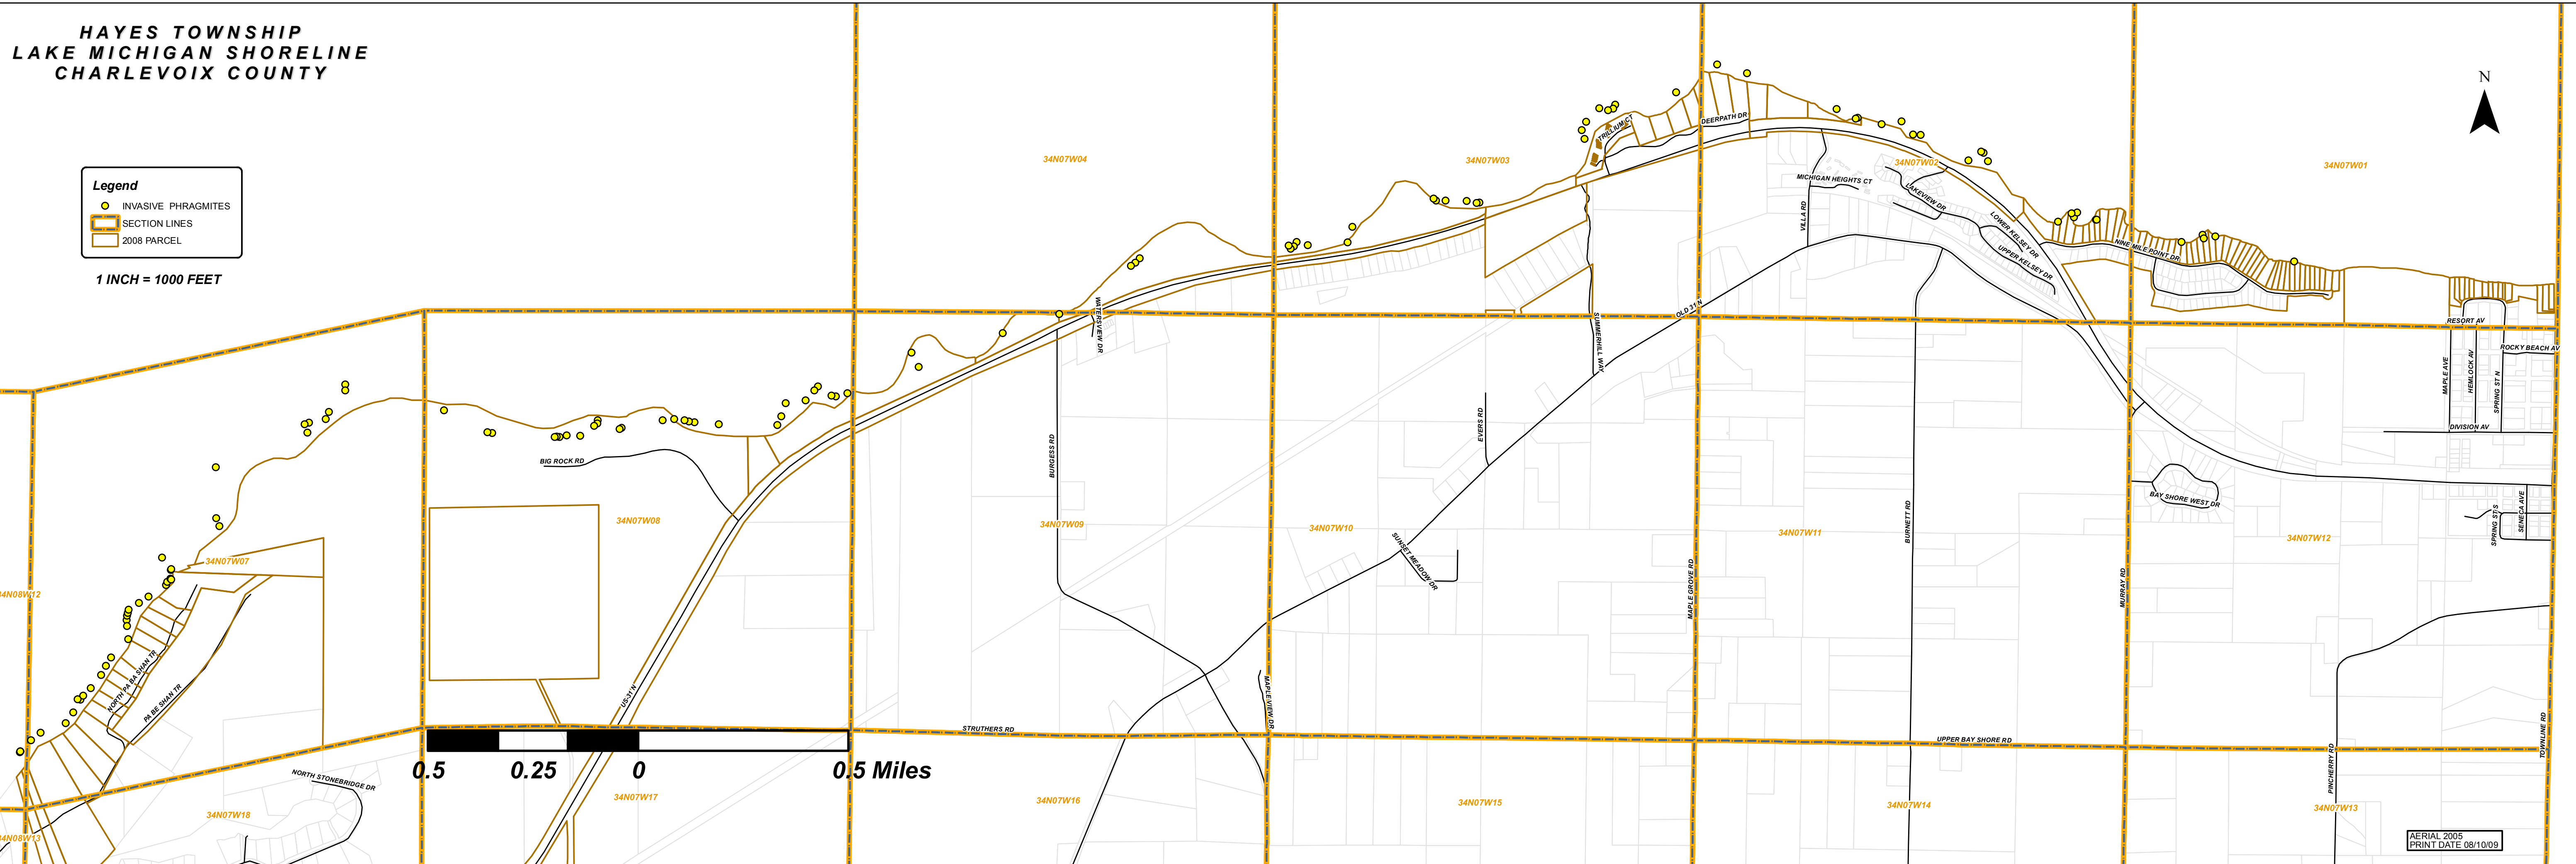 HAYES TOWNSHIP
LAKE MICHIGAN SHORELINE
CHARLEVOIX COUNTY
N
Legend
INVASIVE PHRAGMITES
SECTION LINES
2008 PARCEL
1 INCH = 1000 FEET
34N07W04
34N07W03
34N07W02
34N07W01
TRILLIUM CT
DEERPATH DR
MICHIGAN HEIGHTS CT
LAKEVIEW DR
VILLA RD
LOWER KELSEY DR
UPPER KELSEY DR
NINE MILE POINT DR
WATERSVIEW DR
SUMMERHILL WAY
OLD 31 N
RESORT AV
ROCKY BEACH AV
MAPLE AVE
HEMLOCK AV
SPRING ST N
DIVISION AV
EVERS RD
BURGESS RD
BIG ROCK RD
34N07W08
34N07W09
34N07W10
34N07W11
34N07W12
BAY SHORE WEST DR
SENECA AVE
SPRING ST S
BURNETT RD
SUNSET MEADOW DR
MAPLE GROVE RD
MURRAY RD
34N07W07
34N08W12
NORTH PA BA SHAN TR
PA BE SHAN TR
US-31 N
MAPLEVIEW DR
STRUTHERS RD
UPPER BAY SHORE RD
TOWNLINE RD
PINCHERRY RD
0.5 0.25 0 0.5 Miles
NORTH STONEBRIDGE DR
34N07W18
34N07W17
34N07W16
34N07W15
34N07W14
34N07W13
34N08W13
AERIAL 2005
PRINT DATE 08/10/09